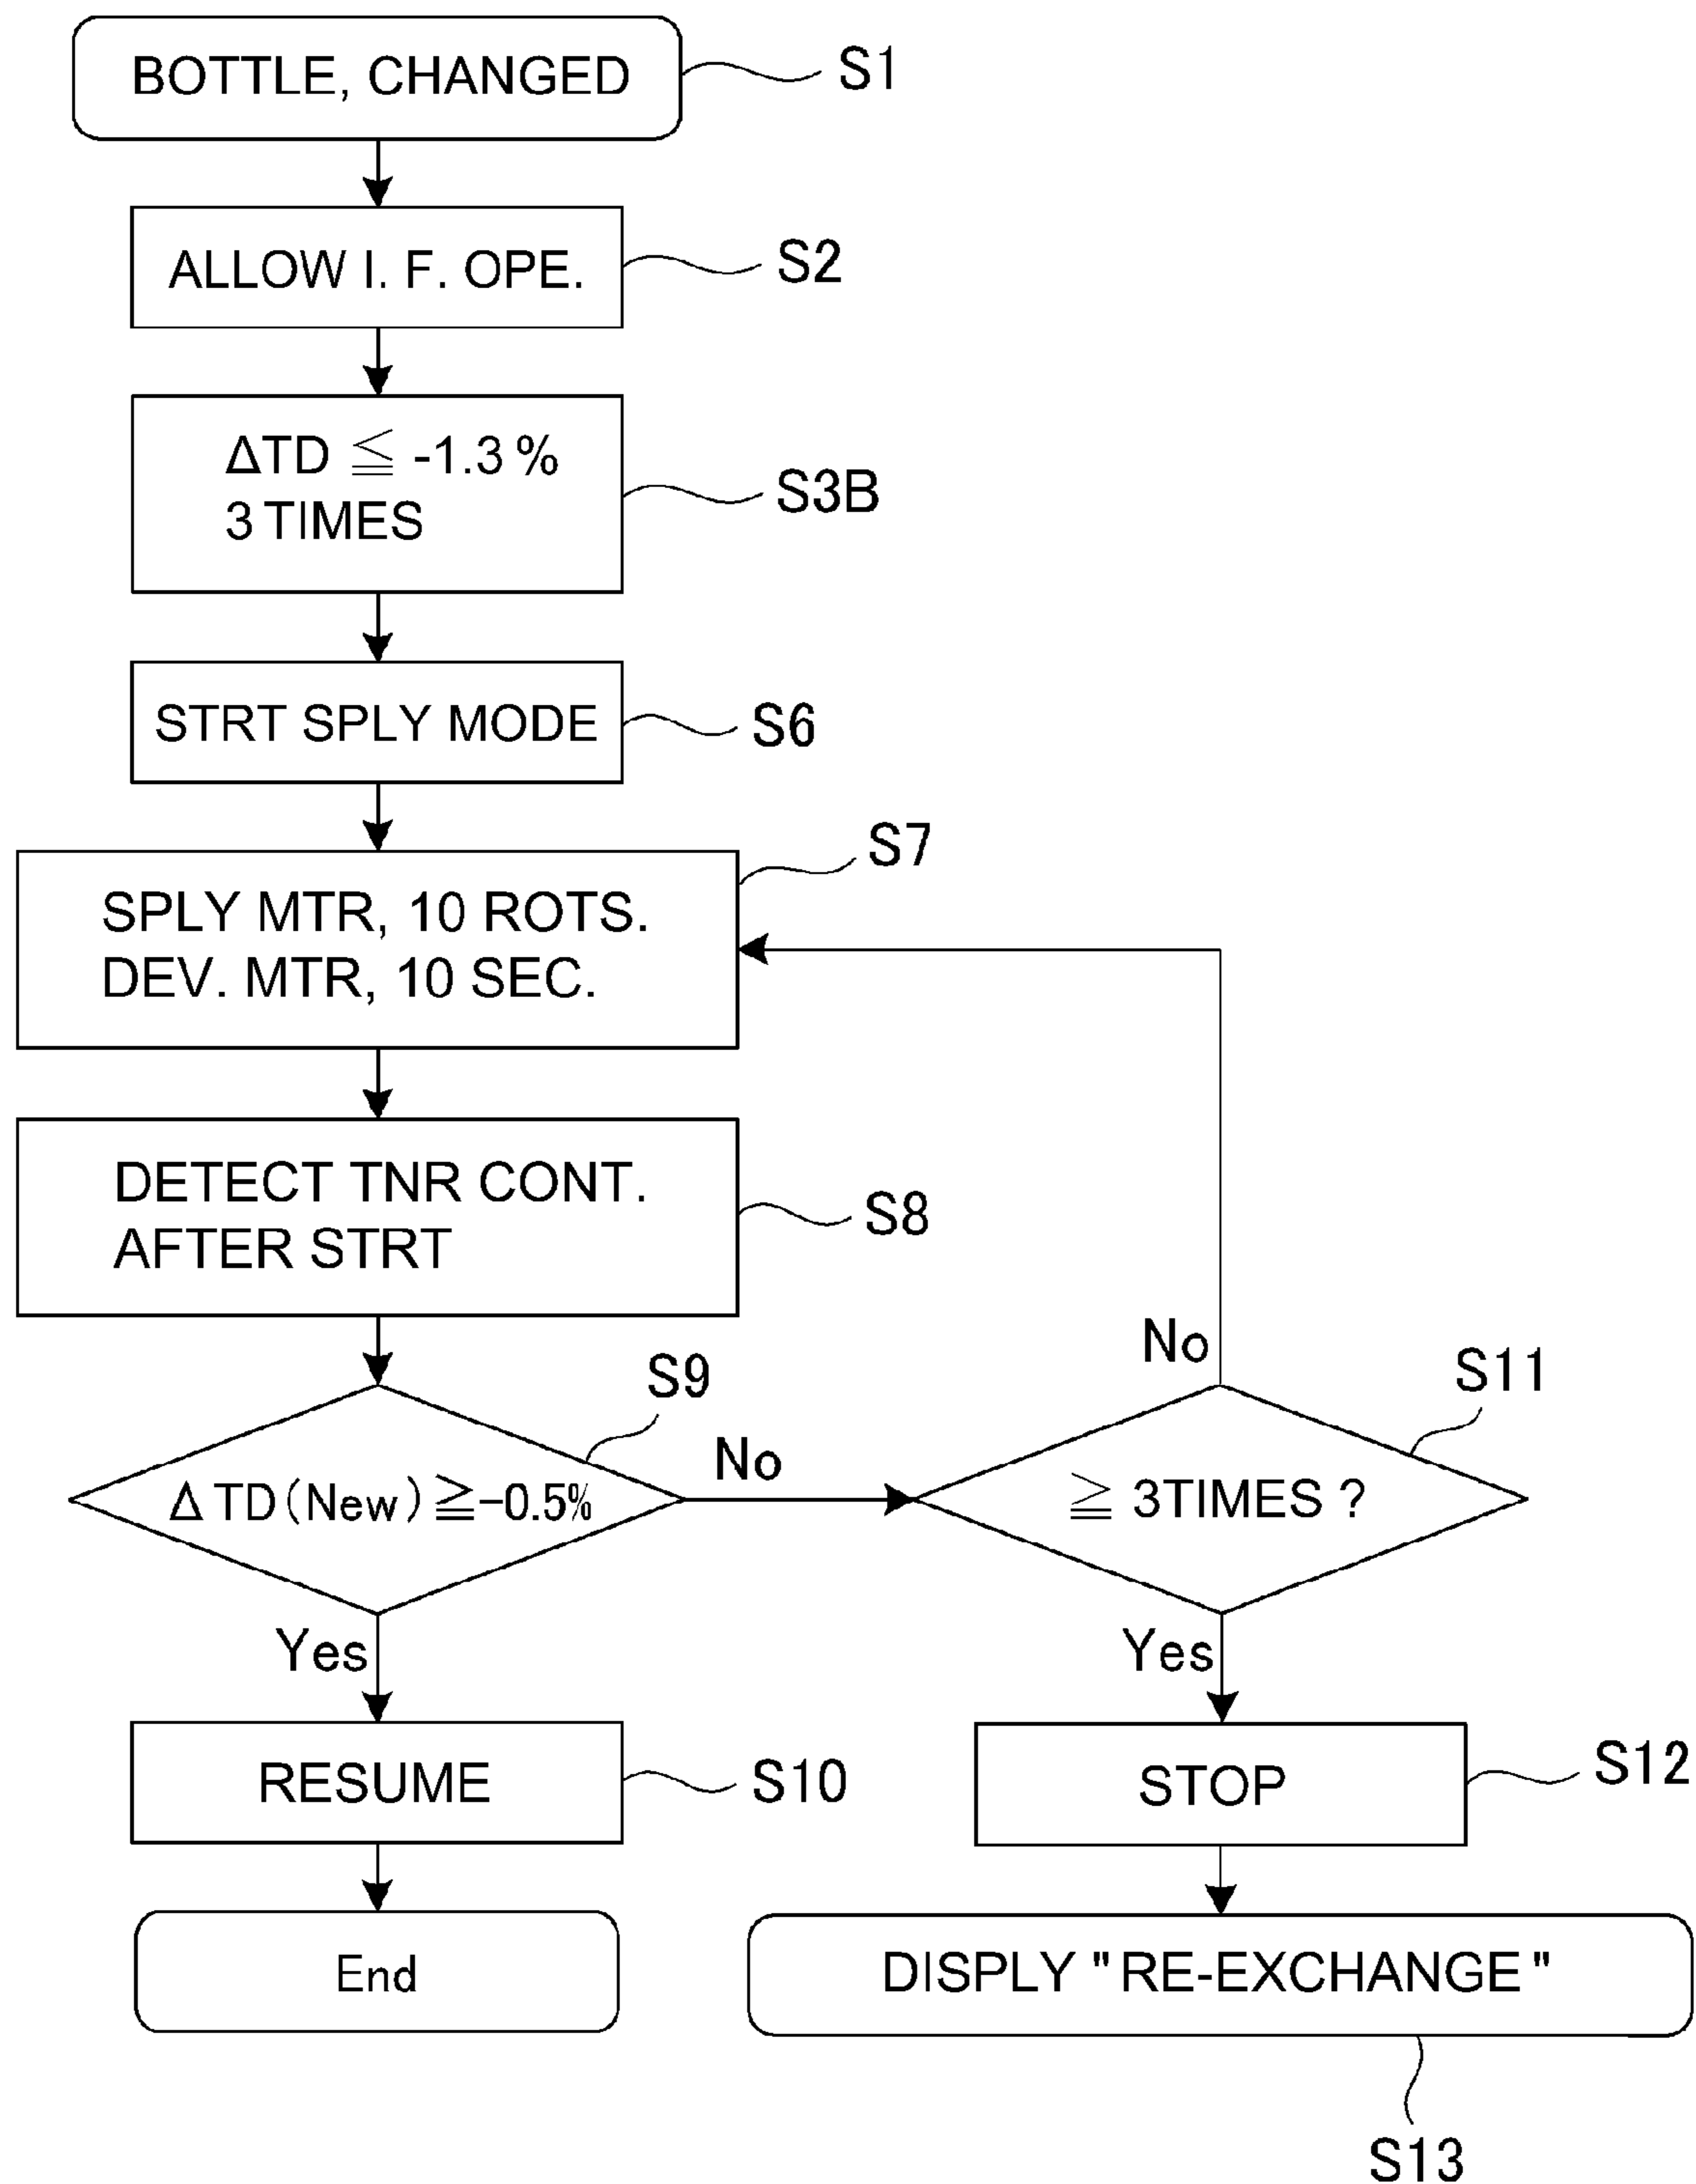 BOTTLE, CHANGED
S1
ALLOW I. F. OPE.
S2
ΔTD ≦ -1.3 %
3 TIMES
S3B
STRT SPLY MODE
S6
S7
SPLY MTR, 10 ROTS.
DEV. MTR, 10 SEC.
DETECT TNR CONT.
AFTER STRT
S8
S9
Δ TD(New)≧-0.5%
No
Yes
No
S11
≧ 3TIMES ?
Yes
RESUME
S10
STOP
S12
End
DISPLY "RE-EXCHANGE"
S13